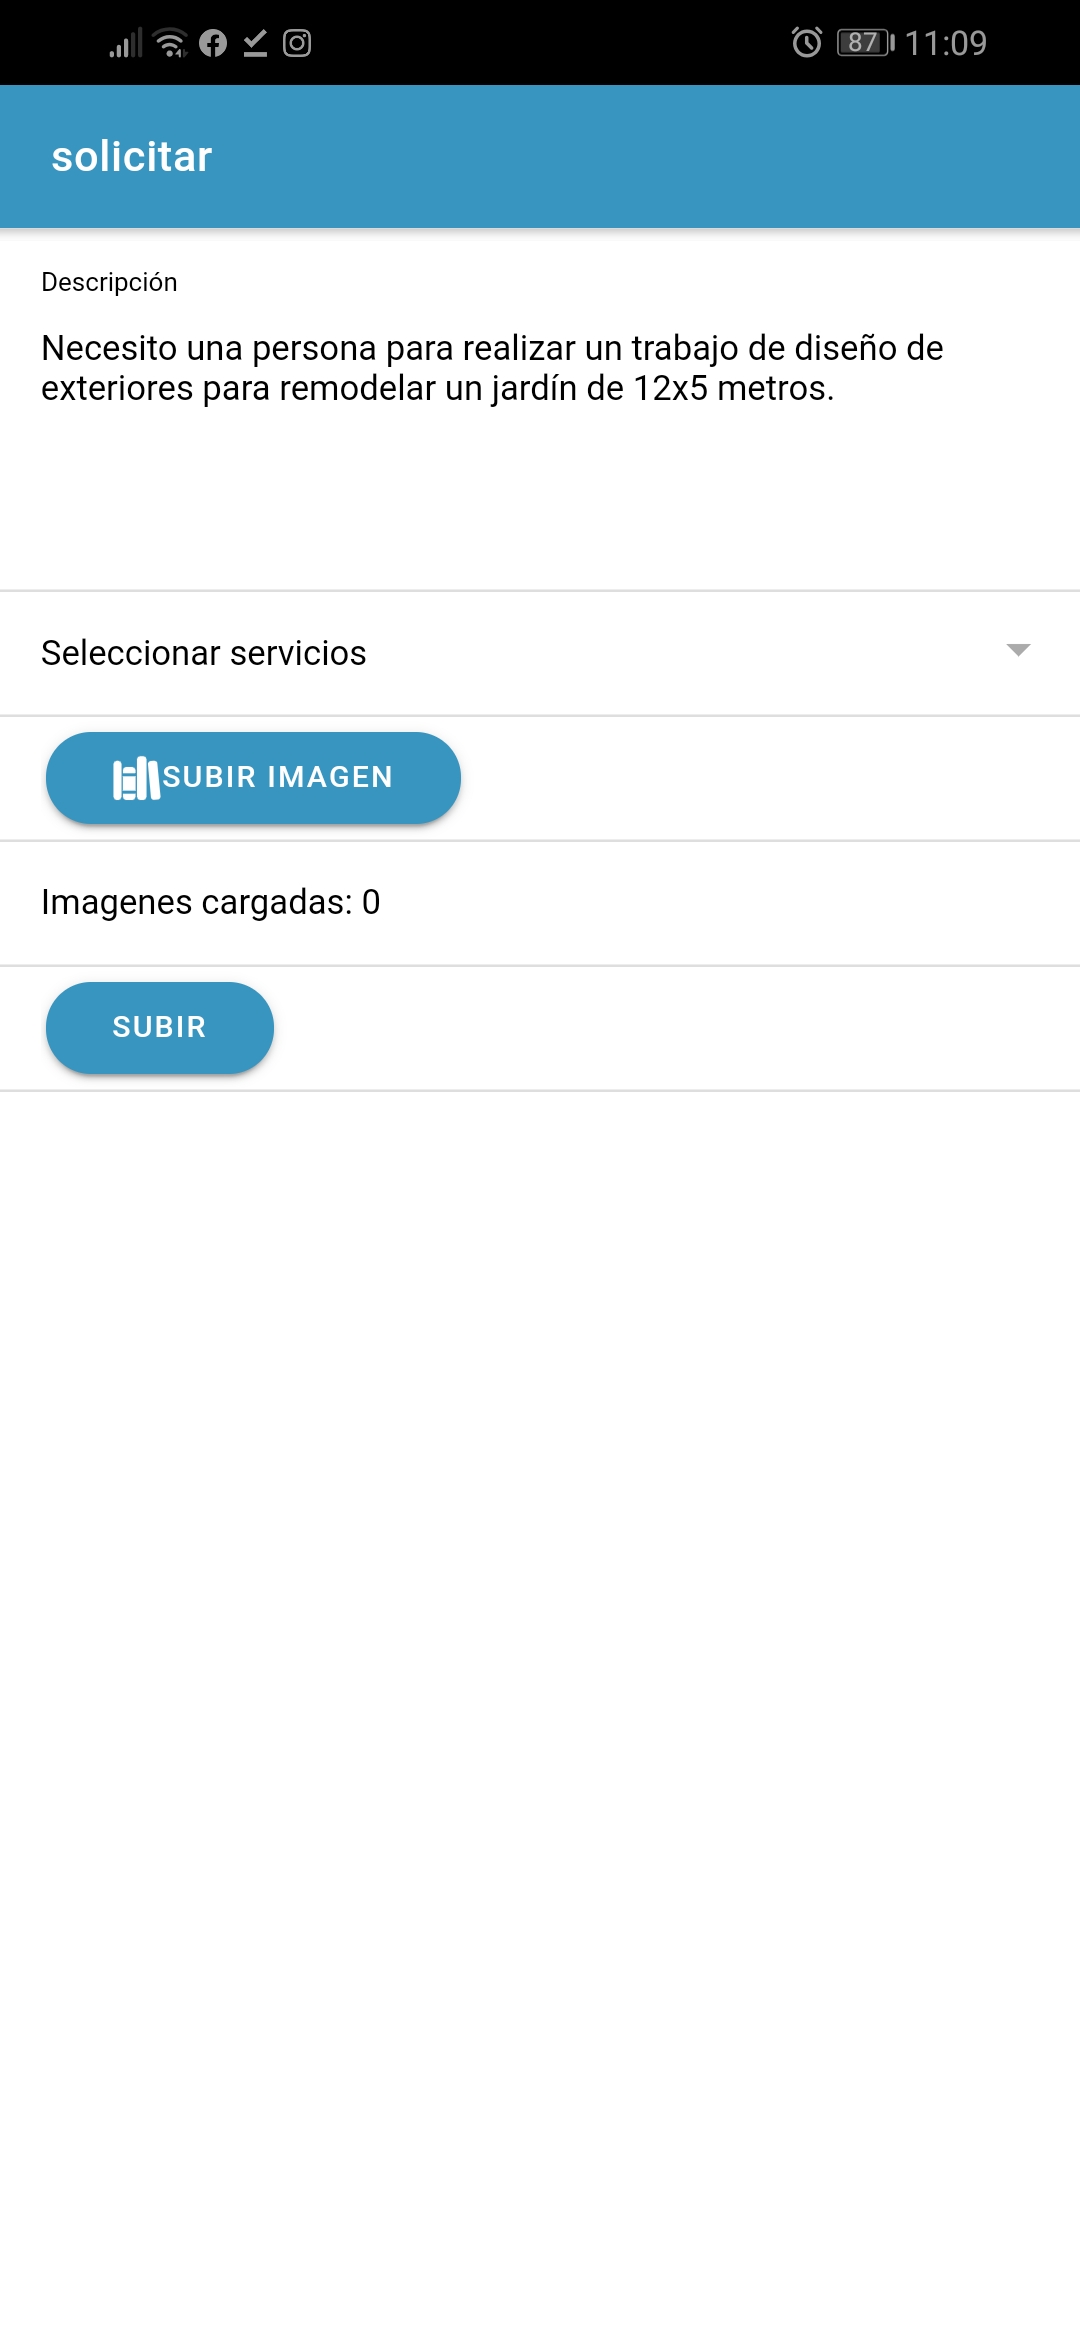 87 11:09
solicitar
Descripción
Necesito una persona para realizar un trabajo de diseño de
exteriores para remodelar un jardín de 12x5 metros.
Seleccionar servicios
SUBIR IMAGEN
Imagenes cargadas: 0
SUBIR